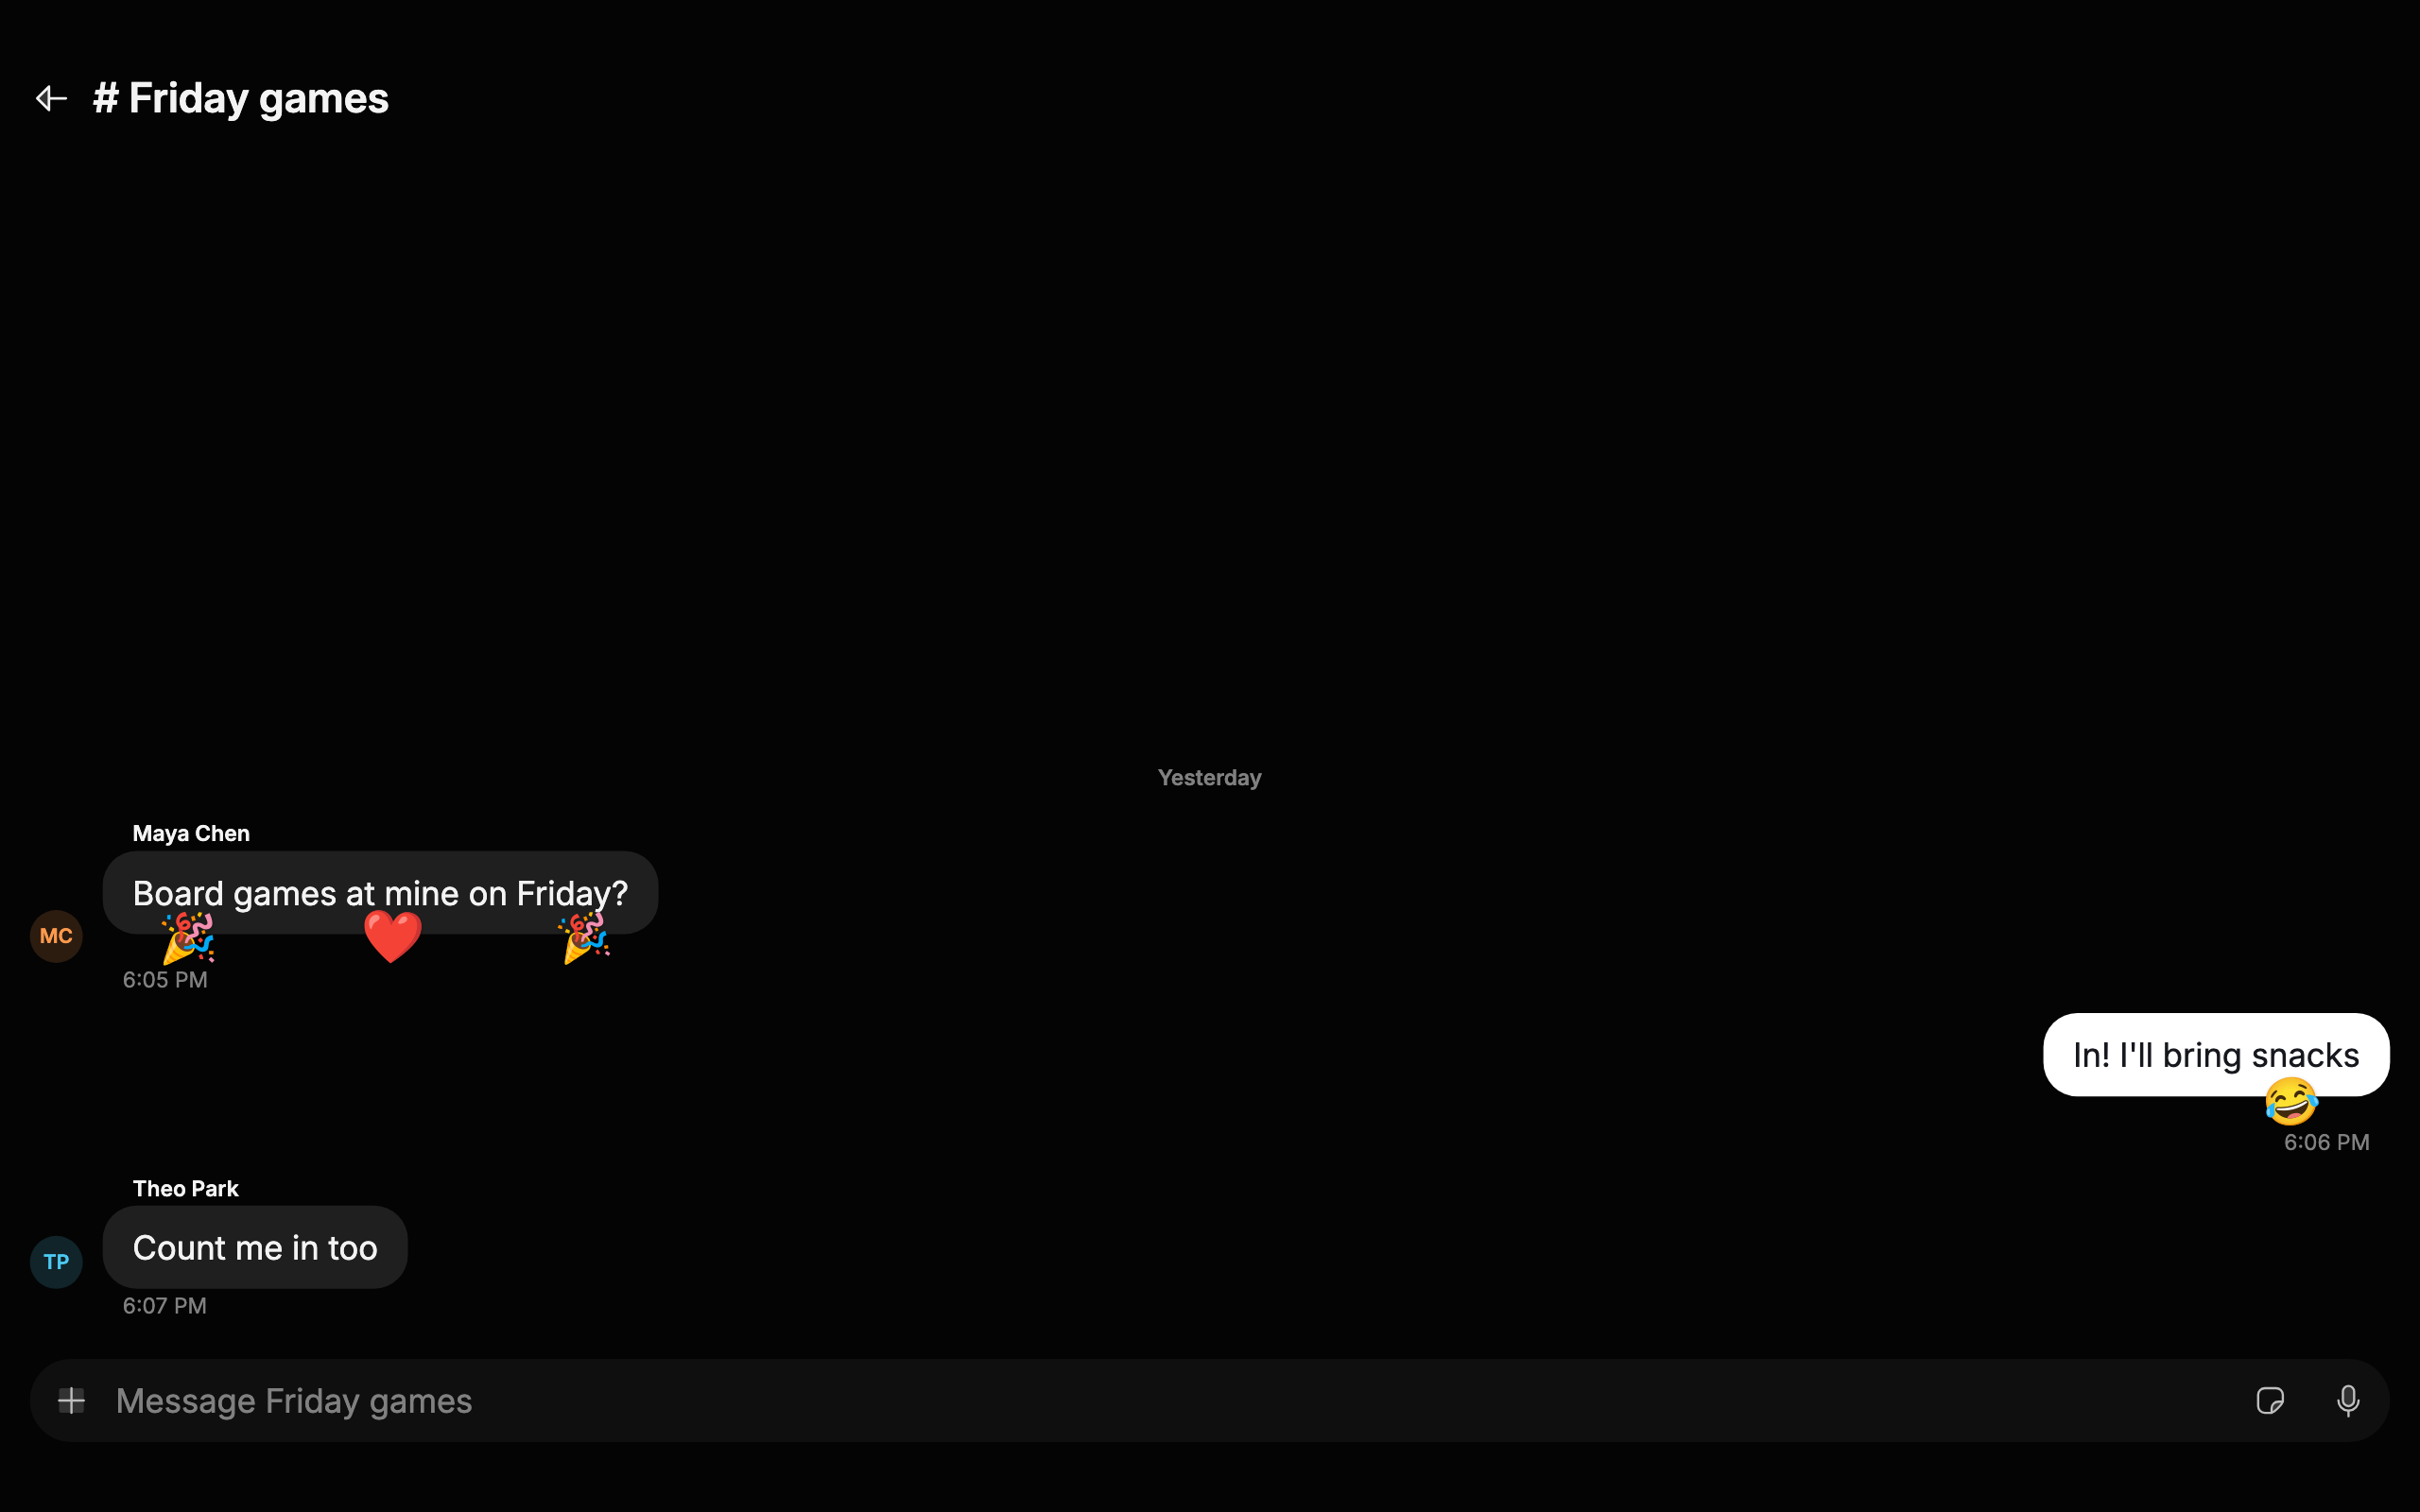 # Friday games
Yesterday
Maya Chen
Board games at mine on Friday?
MC
🎉 ❤️ 🎉
6:05 PM
In! I'll bring snacks
😂
6:06 PM
Theo Park
Count me in too
TP
6:07 PM
Message Friday games